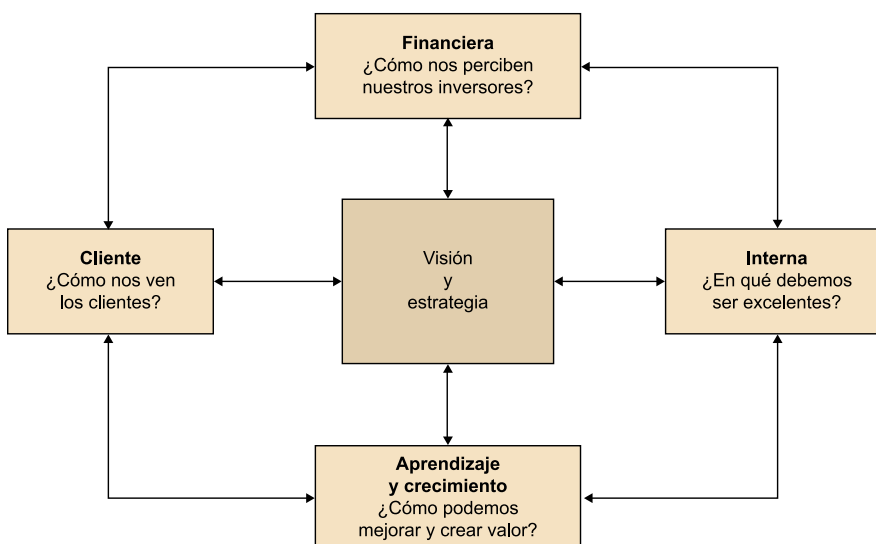 Financiera
¿Cómo nos perciben
nuestros inversores?
Cliente
¿Cómo nos ven
los clientes?
Visión
y
estrategia
Interna
¿En qué debemos
ser excelentes?
Aprendizaje
y crecimiento
¿Cómo podemos
mejorar y crear valor?